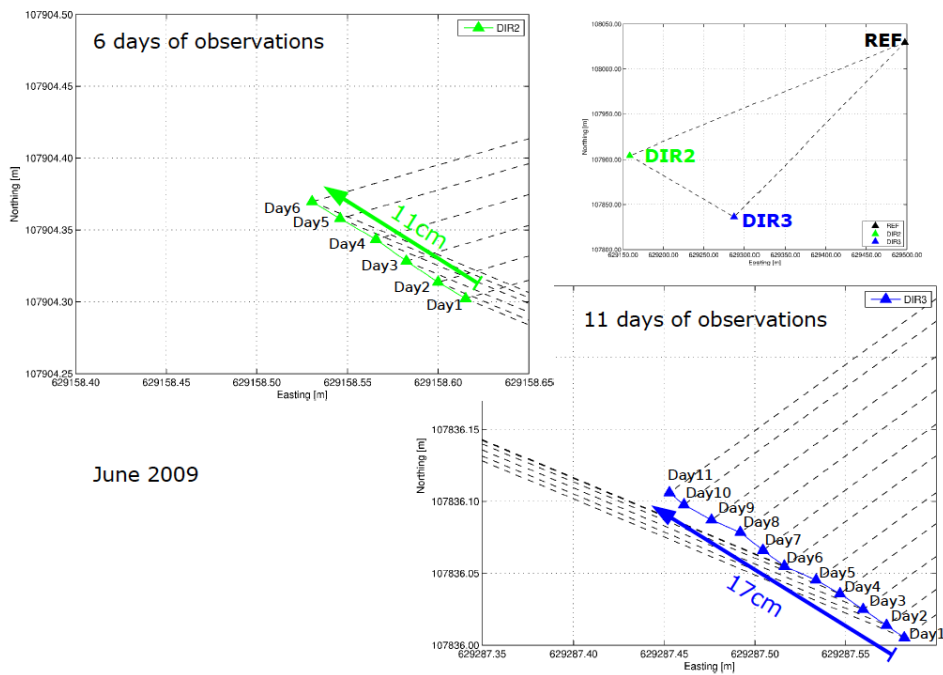 6 days of observations
DIR2
107904.50
107904.45
107904.40
107904.35
107904.30
107904.25
Northing [m]
Day6
Day5
Day4
Day3
Day2
Day1
11cm
629158.40
629158.45
629158.50
629158.55
629158.60
629158.65
Easting [m]
108050.00
108000.00
107950.00
107900.00
107850.00
107800.00
Northing [m]
REF
DIR2
DIR3
REF
DIR2
DIR3
629150.00
629200.00
629250.00
629300.00
629350.00
629400.00
629450.00
629500.00
Easting [m]
11 days of observations
DIR3
107836.15
107836.10
107836.05
107836.00
Northing [m]
Day11
Day10
Day9
Day8
Day7
Day6
Day5
Day4
Day3
Day2
Day1
17cm
629287.35
629287.40
629287.45
629287.50
629287.55
Easting [m]
June 2009